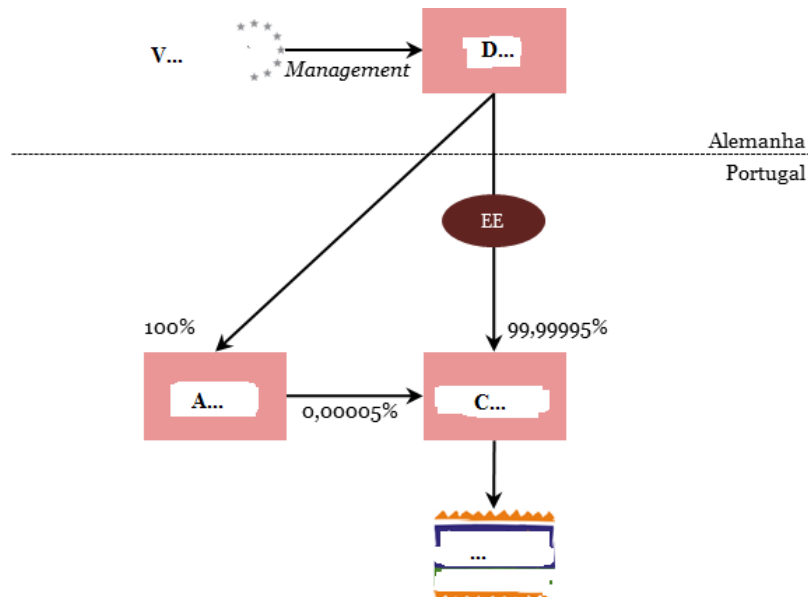 V...
Management
D...
Alemanha
Portugal
EE
100%
99,99995%
A...
0,00005%
C...
...